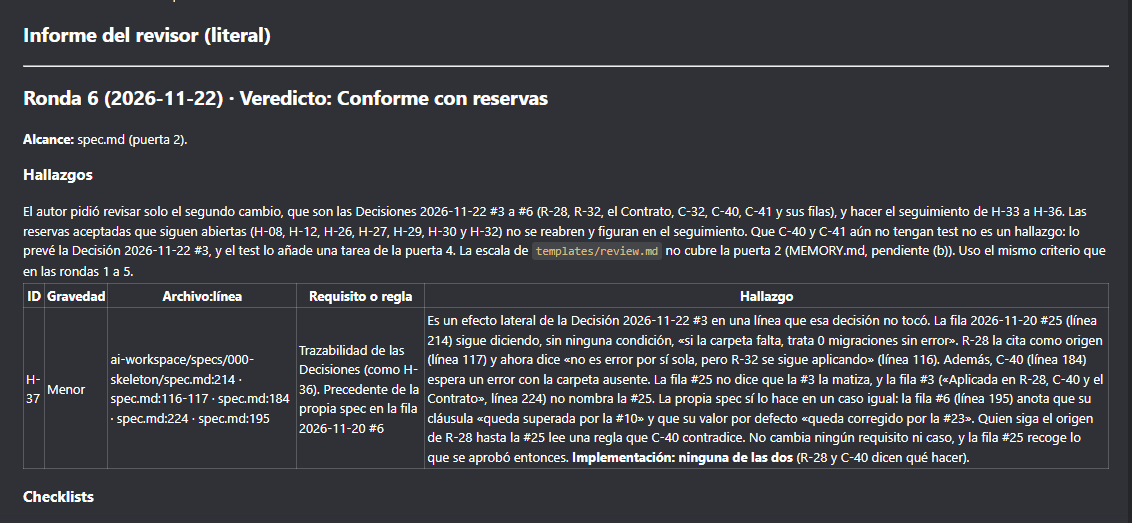 Informe del revisor (literal)
Ronda 6 (2026-11-22) · Veredicto: Conforme con reservas
Alcance: spec.md (puerta 2).
Hallazgos
El autor pidió revisar solo el segundo cambio, que son las Decisiones 2026-11-22 #3 a #6 (R-28, R-32, el Contrato, C-32, C-40, C-41 y sus filas), y hacer el seguimiento de H-33 a H-36. Las
reservas aceptadas que siguen abiertas (H-08, H-12, H-26, H-27, H-29, H-30 y H-32) no se reabren y figuran en el seguimiento. Que C-40 y C-41 aún no tengan test no es un hallazgo: lo
prevé la Decisión 2026-11-22 #3, y el test lo añade una tarea de la puerta 4. La escala de templates/review.md no cubre la puerta 2 (MEMORY.md, pendiente (b)). Uso el mismo criterio que
en las rondas 1 a 5.
ID Gravedad Archivo:línea Requisito o regla Hallazgo
H-
37
Menor
ai-workspace/specs/000-
skeleton/spec.md:214 ·
spec.md:116-117 · spec.md:184
· spec.md:224 · spec.md:195
Trazabilidad de las
Decisiones (como H-
36). Precedente de la
propia spec en la fila
2026-11-20 #6
Es un efecto lateral de la Decisión 2026-11-22 #3 en una línea que esa decisión no tocó. La fila 2026-11-20 #25 (línea
214) sigue diciendo, sin ninguna condición, «si la carpeta falta, trata 0 migraciones sin error». R-28 la cita como origen
(línea 117) y ahora dice «no es error por sí sola, pero R-32 se sigue aplicando» (línea 116). Además, C-40 (línea 184)
espera un error con la carpeta ausente. La fila #25 no dice que la #3 la matiza, y la fila #3 («Aplicada en R-28, C-40 y el
Contrato», línea 224) no nombra la #25. La propia spec sí lo hace en un caso igual: la fila #6 (línea 195) anota que su
cláusula «queda superada por la #10» y que su valor por defecto «queda corregido por la #23». Quien siga el origen
de R-28 hasta la #25 lee una regla que C-40 contradice. No cambia ningún requisito ni caso, y la fila #25 recoge lo
que se aprobó entonces. Implementación: ninguna de las dos (R-28 y C-40 dicen qué hacer).
Checklists